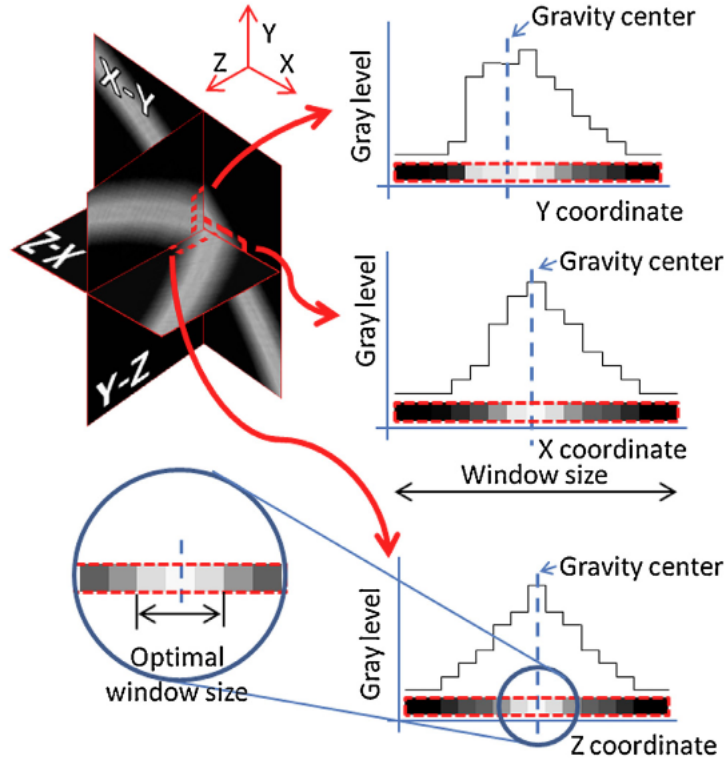 X-Y
Z-X
Y-Z
Y
Z
X
Gravity center
Gray level
Y coordinate
Gravity center
Gray level
X coordinate
Window size
Gravity center
Gray level
Z coordinate
Optimal
window size